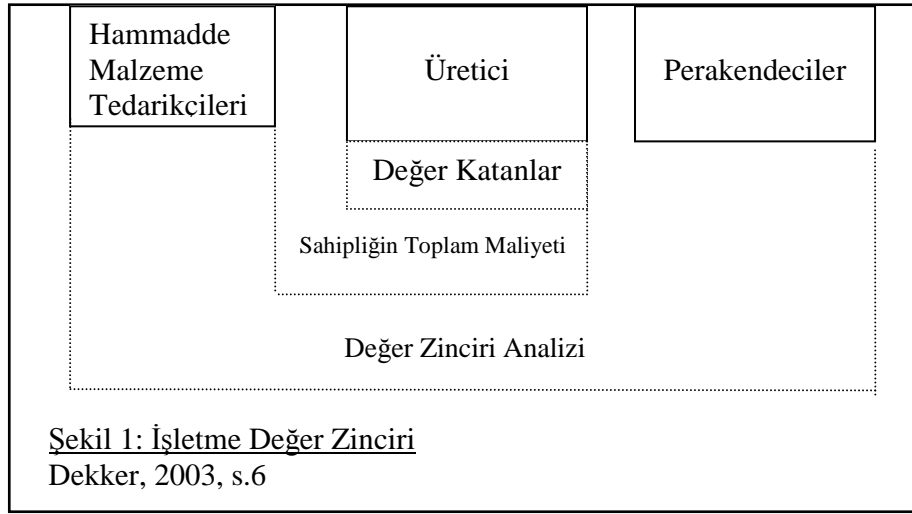 Hammadde
Malzeme
Tedarikçileri
Üretici
Perakendeciler
Değer Katanlar
Sahipliğin Toplam Maliyeti
Değer Zinciri Analizi
Şekil 1: İşletme Değer Zinciri
Dekker, 2003, s.6